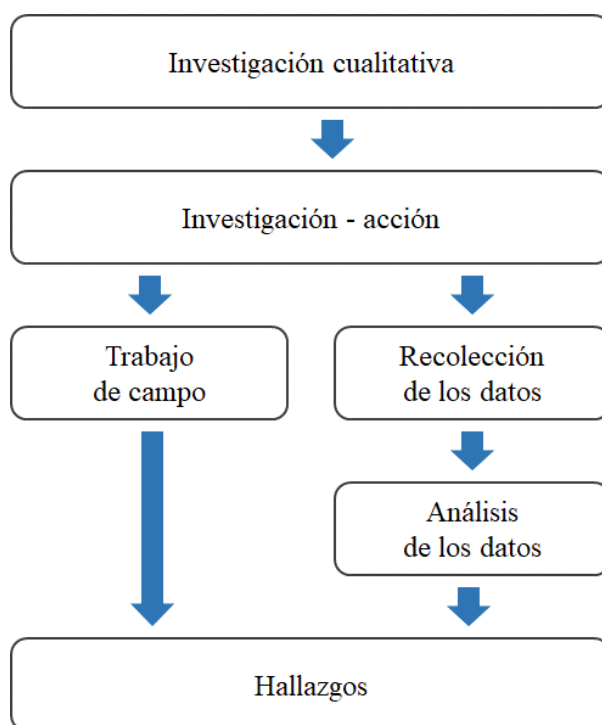 Investigación cualitativa
Investigación - acción
Trabajo
de campo
Recolección
de los datos
Análisis
de los datos
Hallazgos